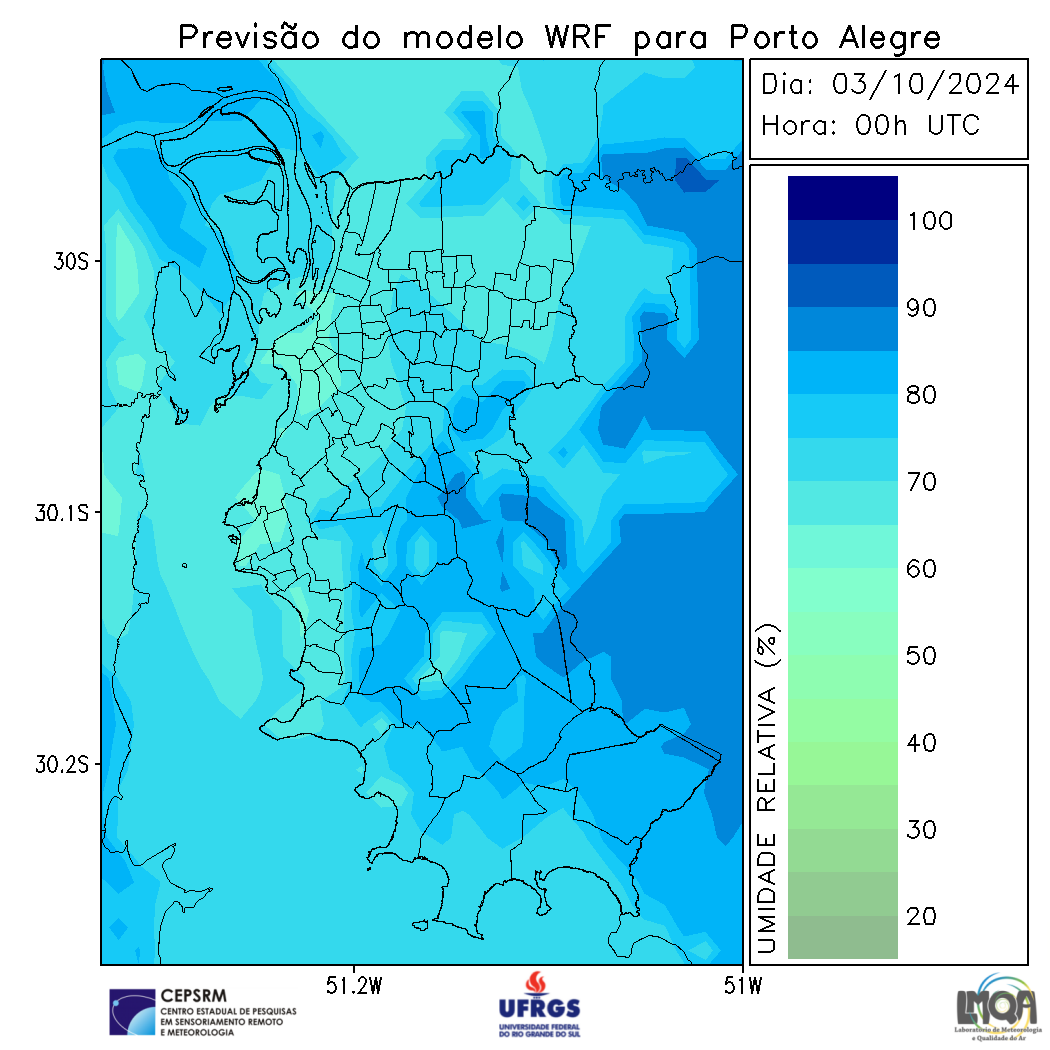 Previsão do modelo WRF para Porto Alegre
Dia: 03/10/2024
Hora: 00h UTC
30S
30.1S
30.2S
51.2W
51W
UMIDADE RELATIVA (%)
100
90
80
70
60
50
40
30
20
CEPSRM
CENTRO ESTADUAL DE PESQUISAS
EM SENSORIAMENTO REMOTO
E METEOROLOGIA
UFRGS
UNIVERSIDADE FEDERAL
DO RIO GRANDE DO SUL
LMQA
Laboratório de Meteorologia
e Qualidade do Ar